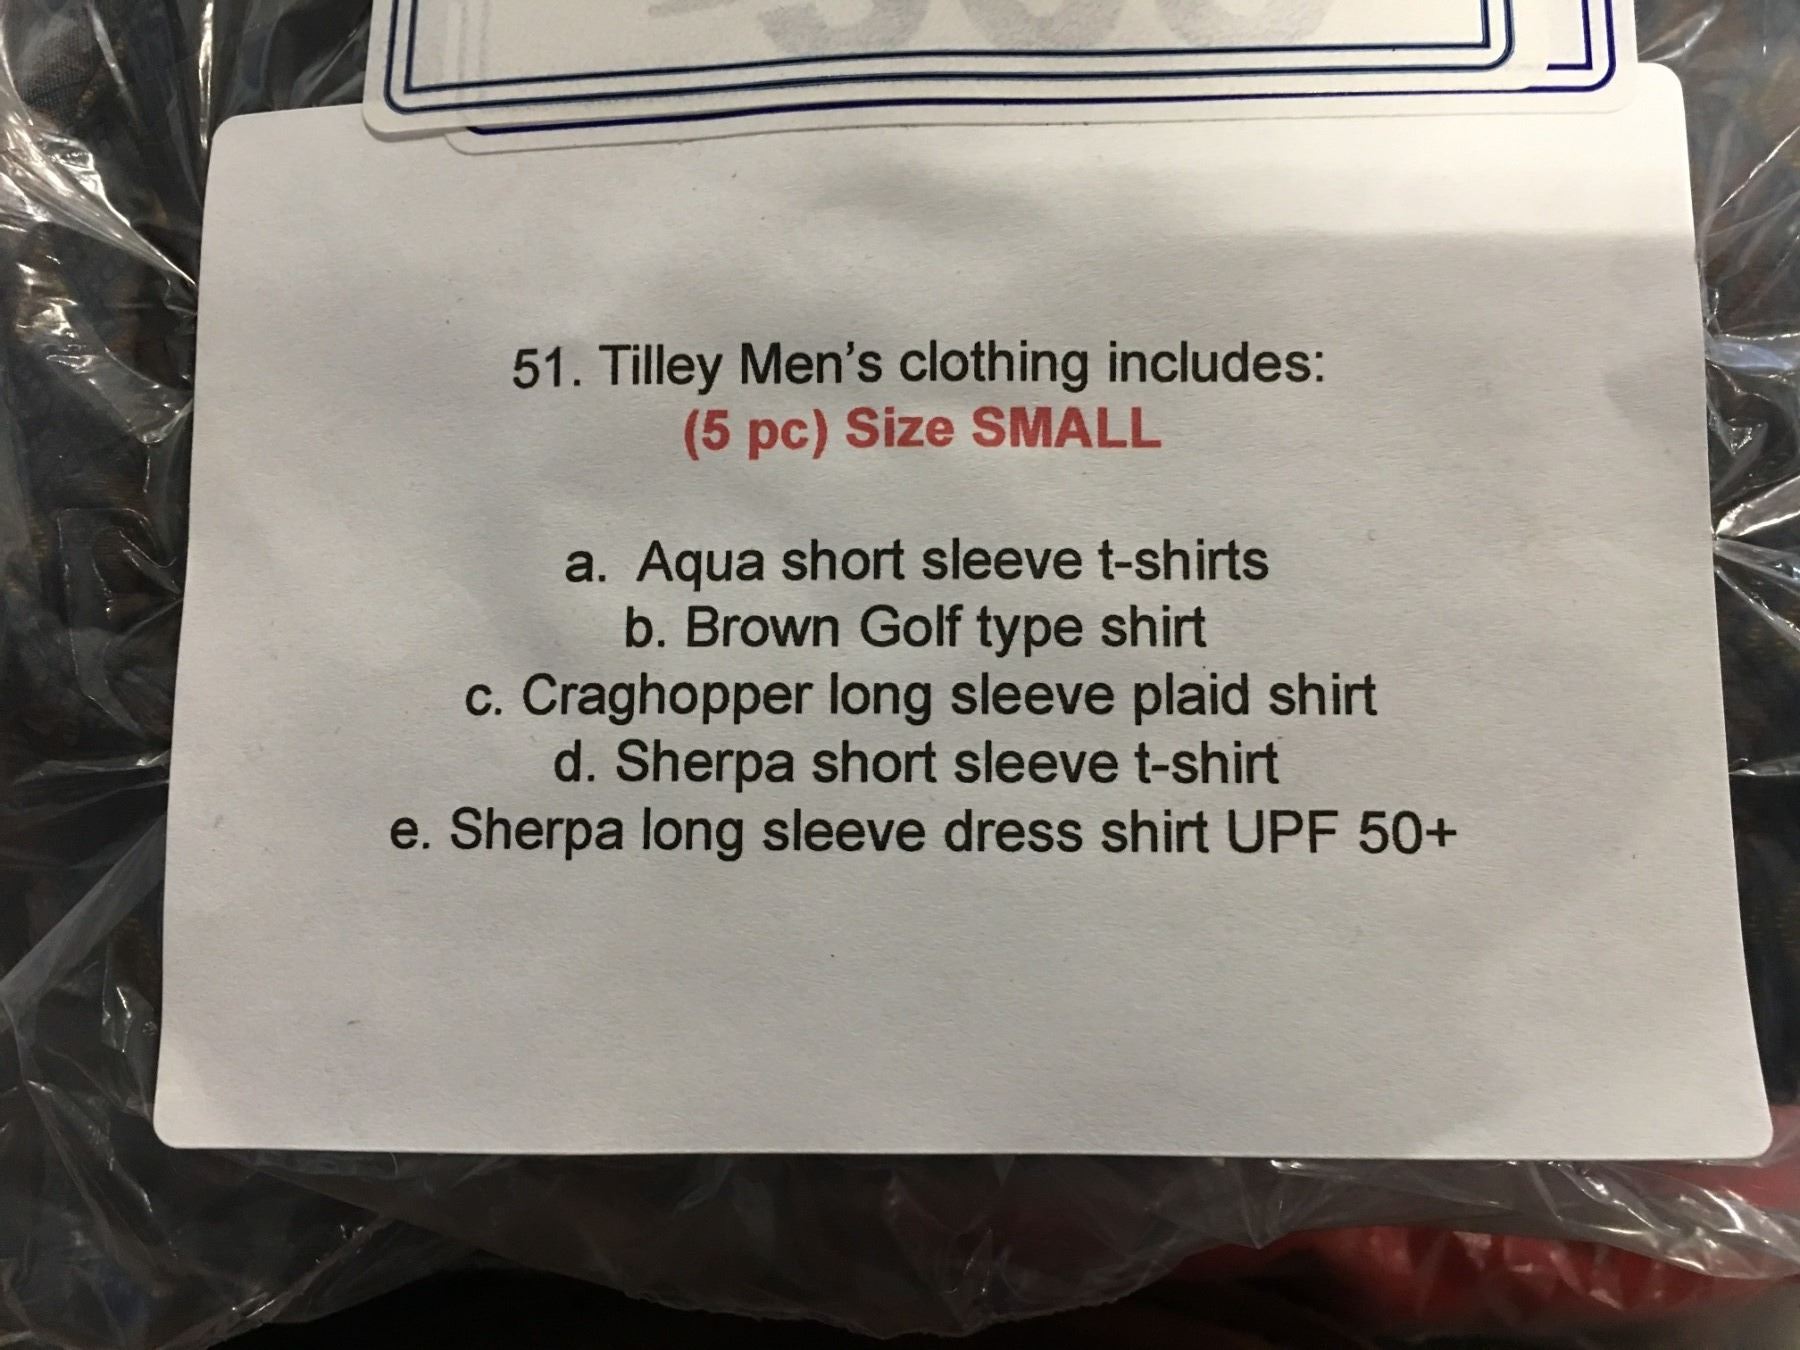 51. Tilley Men's clothing includes:
(5 pc) Size SMALL
a. Aqua short sleeve t-shirts
b. Brown Golf type shirt
c. Craghopper long sleeve plaid shirt
d. Sherpa short sleeve t-shirt
e. Sherpa long sleeve dress shirt UPF 50+